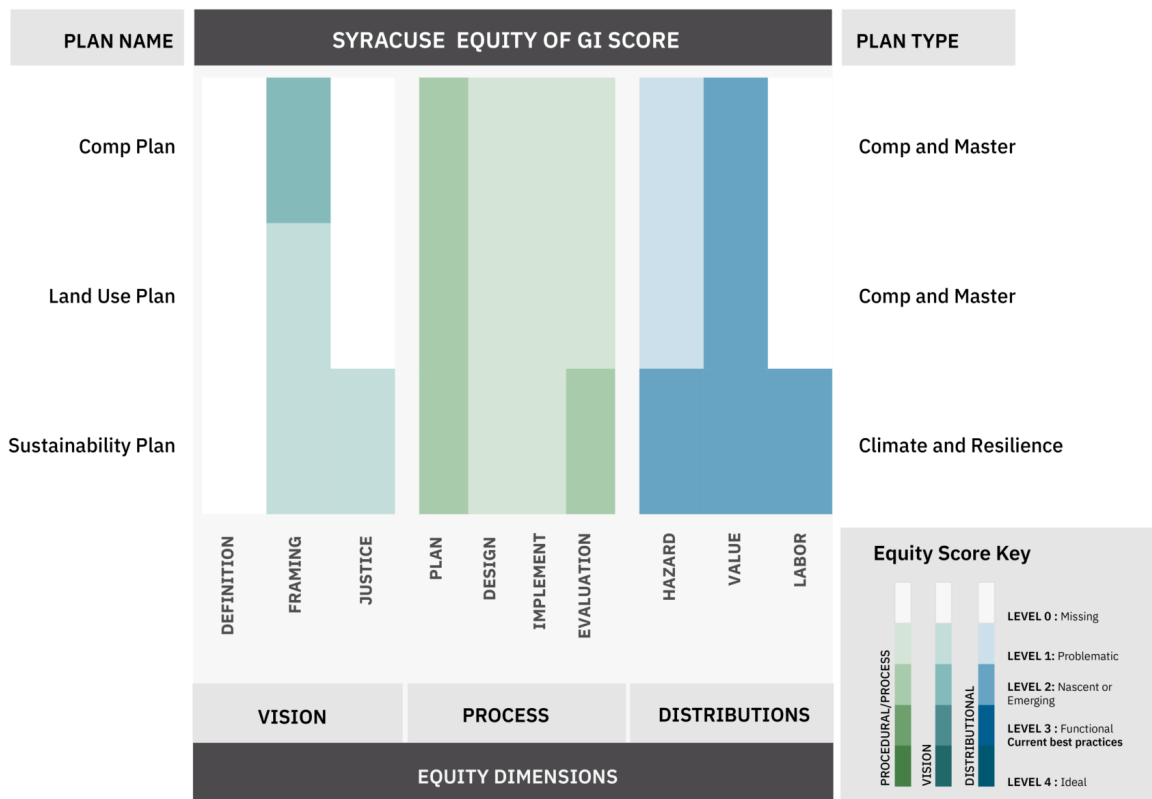 PLAN NAME
SYRACUSE EQUITY OF GI SCORE
PLAN TYPE
Comp Plan
Comp and Master
Land Use Plan
Comp and Master
Sustainability Plan
Climate and Resilience
DEFINITION
FRAMING
JUSTICE
PLAN
DESIGN
IMPLEMENT
EVALUATION
HAZARD
VALUE
LABOR
VISION
PROCESS
DISTRIBUTIONS
EQUITY DIMENSIONS
Equity Score Key
PROCEDURAL/PROCESS
VISION
DISTRIBUTIONAL
LEVEL 0 : Missing
LEVEL 1: Problematic
LEVEL 2: Nascent or
Emerging
LEVEL 3 : Functional
Current best practices
LEVEL 4 : Ideal